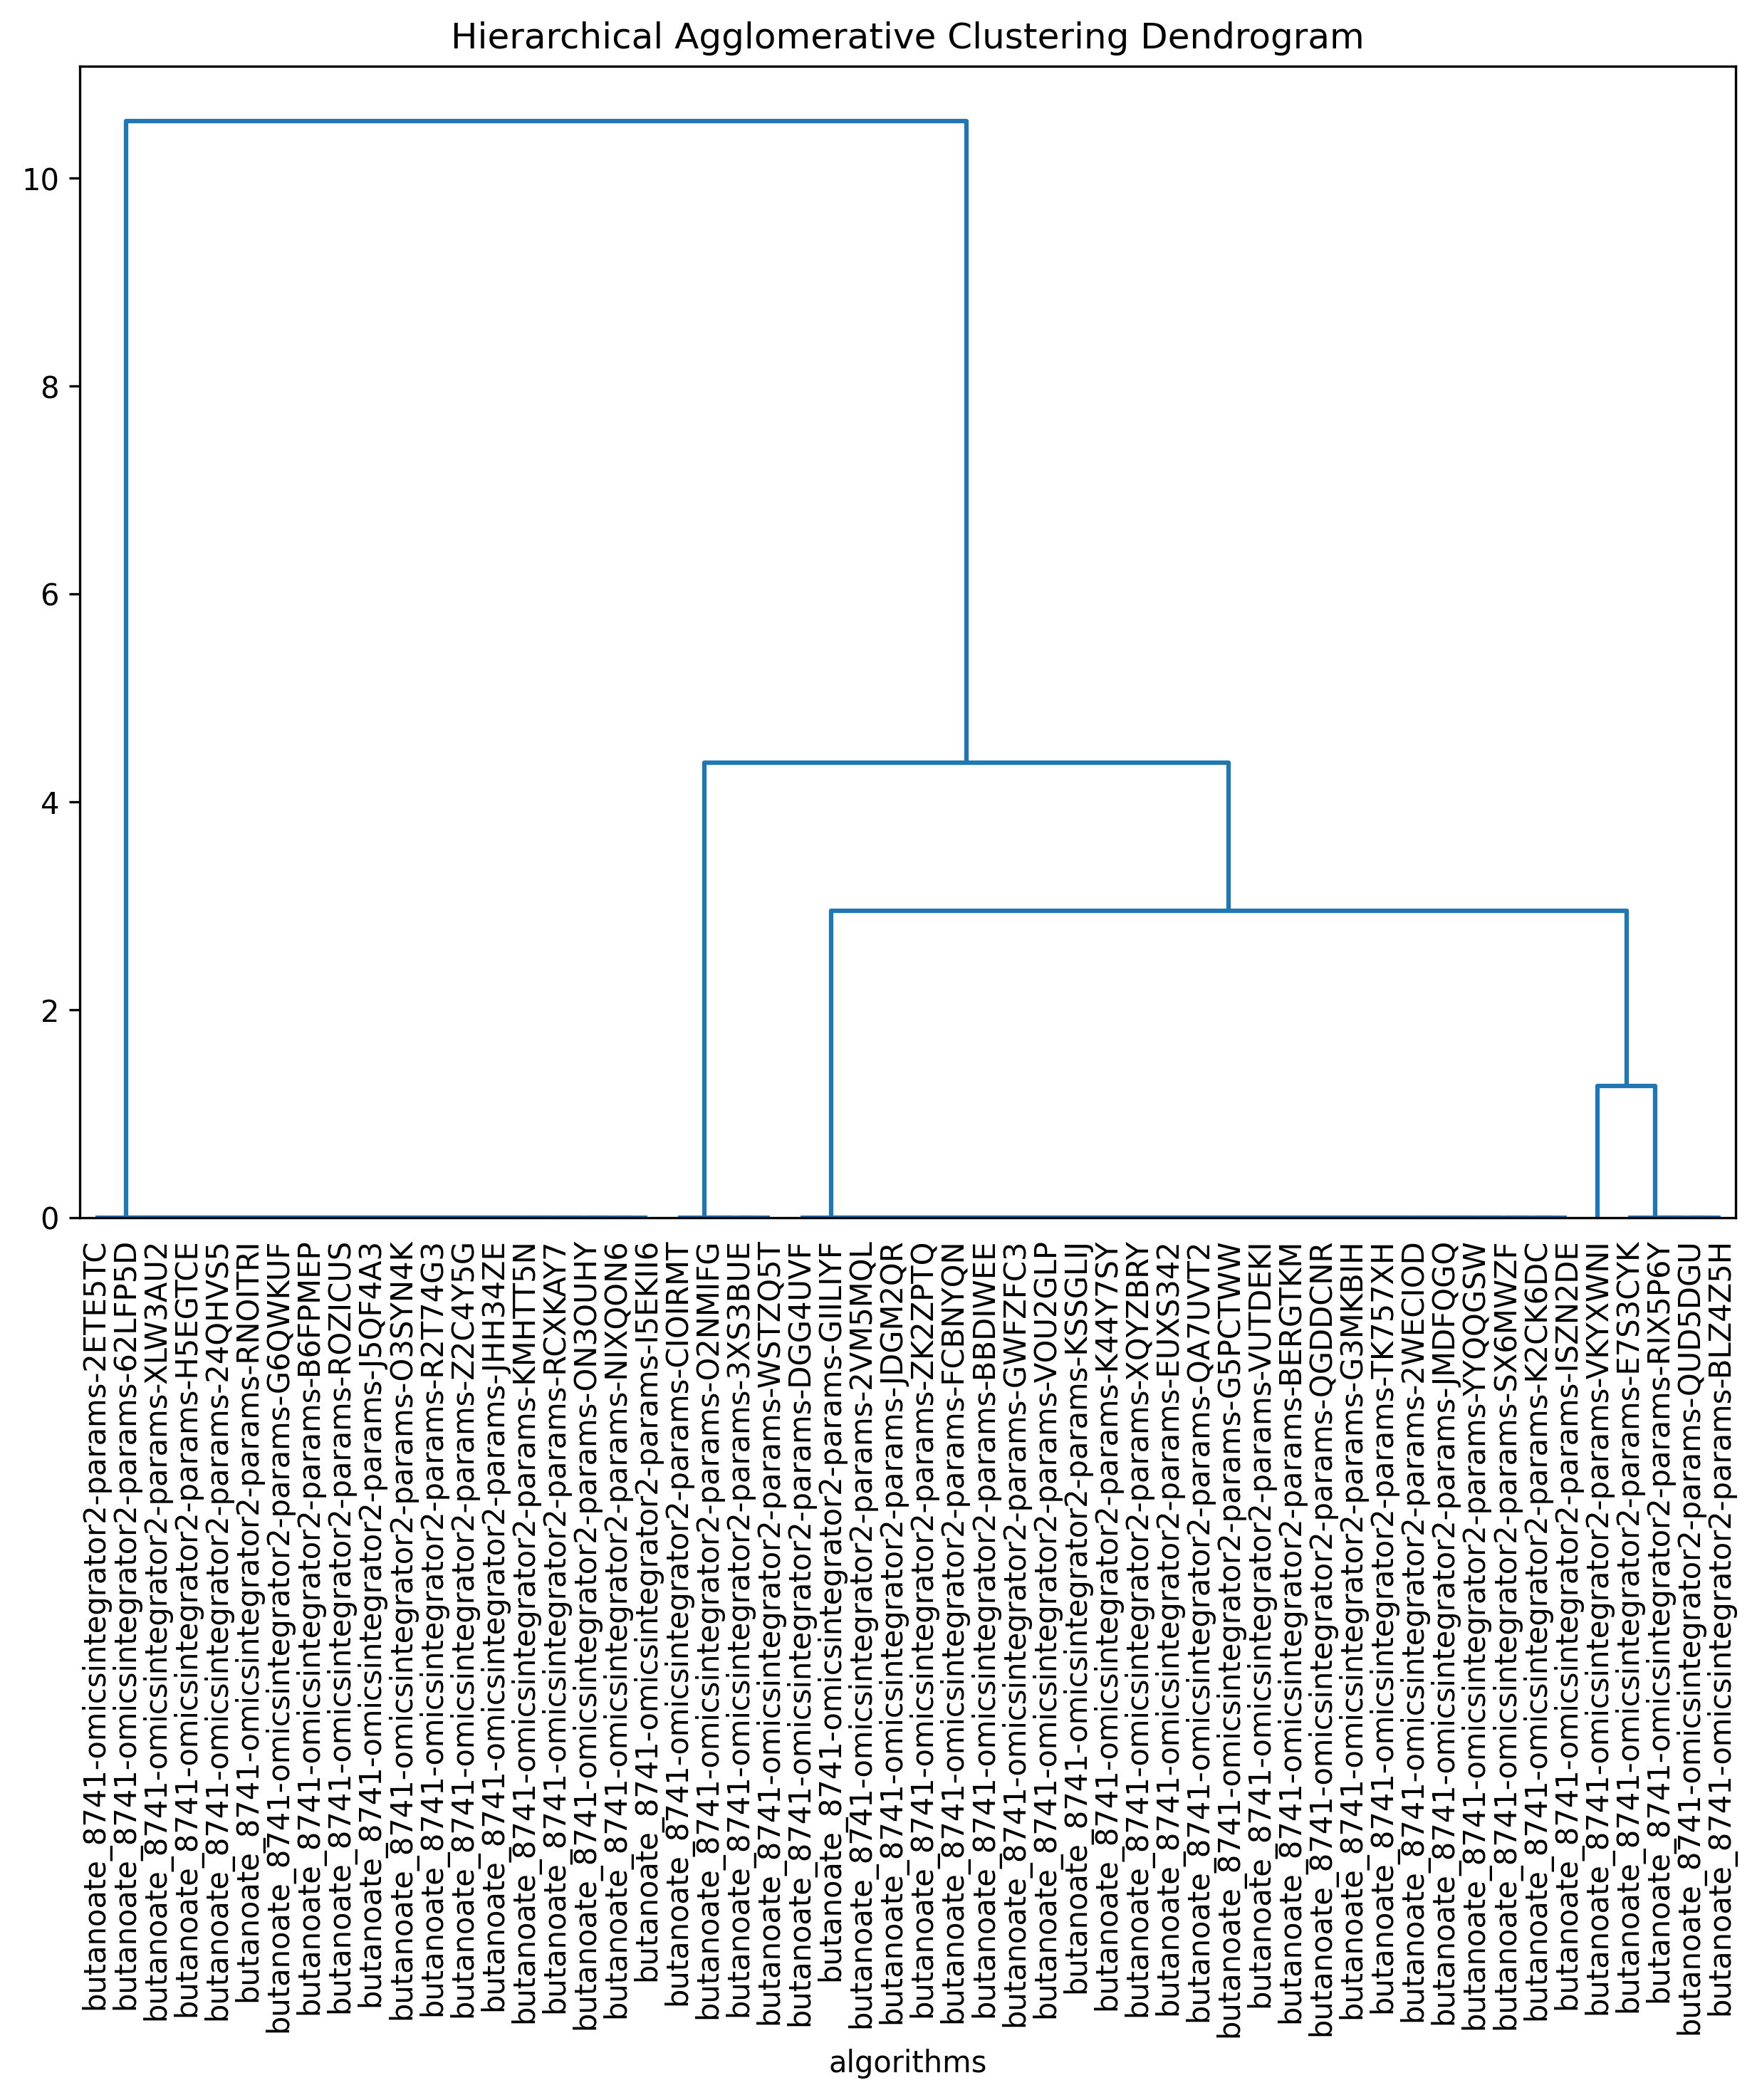 Hierarchical Agglomerative Clustering Dendrogram
10
8
6
4
2
0
butanoate_8741-omicsintegrator2-params-2ETE5TC
butanoate_8741-omicsintegrator2-params-62LFP5D
butanoate_8741-omicsintegrator2-params-XLW3AU2
butanoate_8741-omicsintegrator2-params-H5EGTCE
butanoate_8741-omicsintegrator2-params-24QHVS5
butanoate_8741-omicsintegrator2-params-RNOITRI
butanoate_8741-omicsintegrator2-params-G6QWKUF
butanoate_8741-omicsintegrator2-params-B6FPMEP
butanoate_8741-omicsintegrator2-params-ROZICUS
butanoate_8741-omicsintegrator2-params-J5QF4A3
butanoate_8741-omicsintegrator2-params-O3SYN4K
butanoate_8741-omicsintegrator2-params-R2T74G3
butanoate_8741-omicsintegrator2-params-Z2C4Y5G
butanoate_8741-omicsintegrator2-params-JHH34ZE
butanoate_8741-omicsintegrator2-params-KMHTT5N
butanoate_8741-omicsintegrator2-params-RCXKAY7
butanoate_8741-omicsintegrator2-params-ON3OUHY
butanoate_8741-omicsintegrator2-params-NIXQON6
butanoate_8741-omicsintegrator2-params-I5EKII6
butanoate_8741-omicsintegrator2-params-CIOIRMT
butanoate_8741-omicsintegrator2-params-O2NMIFG
butanoate_8741-omicsintegrator2-params-3XS3BUE
butanoate_8741-omicsintegrator2-params-WSTZQ5T
butanoate_8741-omicsintegrator2-params-DGG4UVF
butanoate_8741-omicsintegrator2-params-GIILIYF
butanoate_8741-omicsintegrator2-params-2VM5MQL
butanoate_8741-omicsintegrator2-params-JDGM2QR
butanoate_8741-omicsintegrator2-params-ZK2ZPTQ
butanoate_8741-omicsintegrator2-params-FCBNYQN
butanoate_8741-omicsintegrator2-params-BBDIWEE
butanoate_8741-omicsintegrator2-params-GWFZFC3
butanoate_8741-omicsintegrator2-params-VOU2GLP
butanoate_8741-omicsintegrator2-params-KSSGLIJ
butanoate_8741-omicsintegrator2-params-K44Y7SY
butanoate_8741-omicsintegrator2-params-XQYZBRY
butanoate_8741-omicsintegrator2-params-EUXS342
butanoate_8741-omicsintegrator2-params-QA7UVT2
butanoate_8741-omicsintegrator2-params-G5PCTWW
butanoate_8741-omicsintegrator2-params-VUTDEKI
butanoate_8741-omicsintegrator2-params-BERGTKM
butanoate_8741-omicsintegrator2-params-QGDDCNR
butanoate_8741-omicsintegrator2-params-G3MKBIH
butanoate_8741-omicsintegrator2-params-TK757XH
butanoate_8741-omicsintegrator2-params-2WECIOD
butanoate_8741-omicsintegrator2-params-JMDFQGQ
butanoate_8741-omicsintegrator2-params-YYQQGSW
butanoate_8741-omicsintegrator2-params-SX6MWZF
butanoate_8741-omicsintegrator2-params-K2CK6DC
butanoate_8741-omicsintegrator2-params-ISZN2DE
butanoate_8741-omicsintegrator2-params-VKYXWNI
butanoate_8741-omicsintegrator2-params-E7S3CYK
butanoate_8741-omicsintegrator2-params-RIX5P6Y
butanoate_8741-omicsintegrator2-params-QUD5DGU
butanoate_8741-omicsintegrator2-params-BLZ4Z5H
algorithms